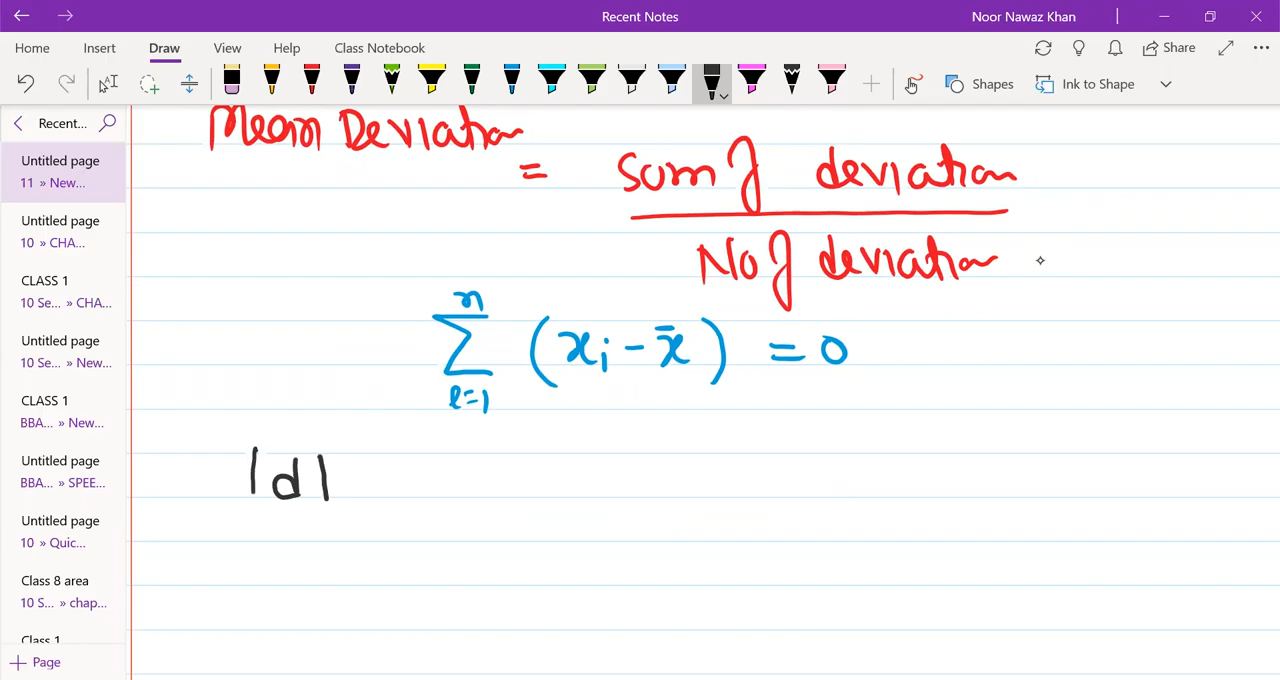 Recent Notes
Noor Nawaz Khan
Home Insert Draw View Help Class Notebook
Share
Shapes
Ink to Shape
Recent...
Untitled page
11 » New...
Untitled page
10 » CHA...
CLASS 1
10 Se... » CHA...
Untitled page
10 Se... » New...
CLASS 1
BBA... » New...
Untitled page
BBA... » SPEE...
Untitled page
10 » Quic...
Class 8 area
10 S... » chap...
Class 1
Page
Mean Deviation
= Sum of deviation
No of deviation
n
∑ (xi - x̄) = 0
i=1
|d|